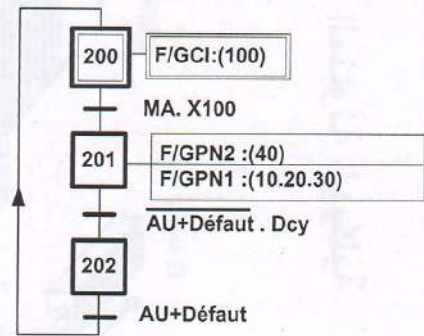 200
F/GCI:(100)
MA. X100
201
F/GPN2 :(40)
F/GPN1 :(10.20.30)
AU+Défaut . Dcy
202
AU+Défaut